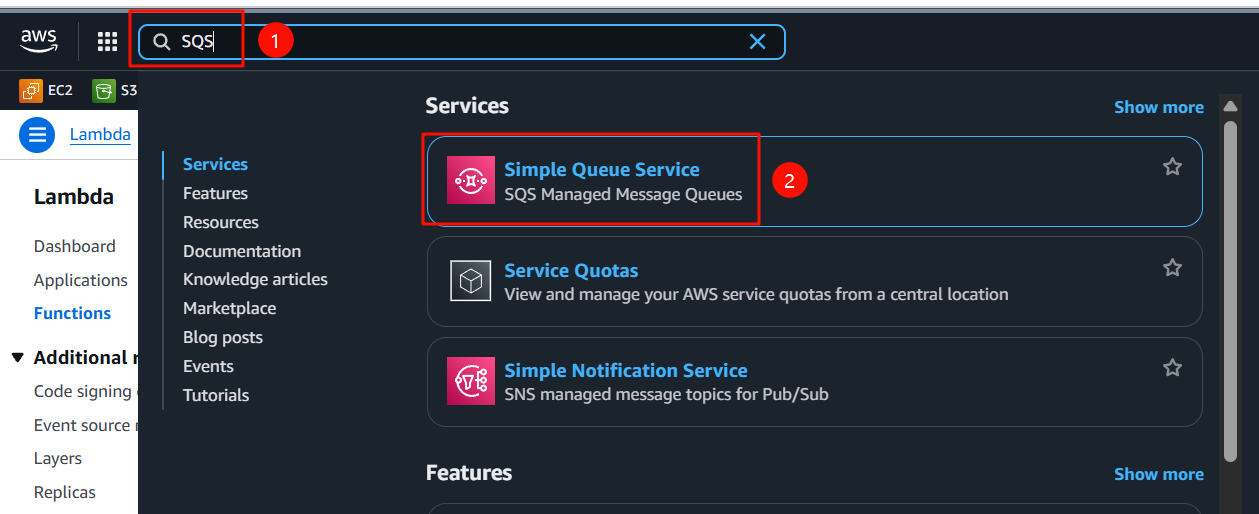 aws
SQS
1
EC2
S3
Lambda
Lambda
Dashboard
Applications
Functions
Additional
Code signing
Event source
Layers
Replicas
Services
Features
Resources
Documentation
Knowledge articles
Marketplace
Blog posts
Events
Tutorials
Services
Show more
Simple Queue Service
SQS Managed Message Queues
2
Service Quotas
View and manage your AWS service quotas from a central location
Simple Notification Service
SNS managed message topics for Pub/Sub
Features
Show more